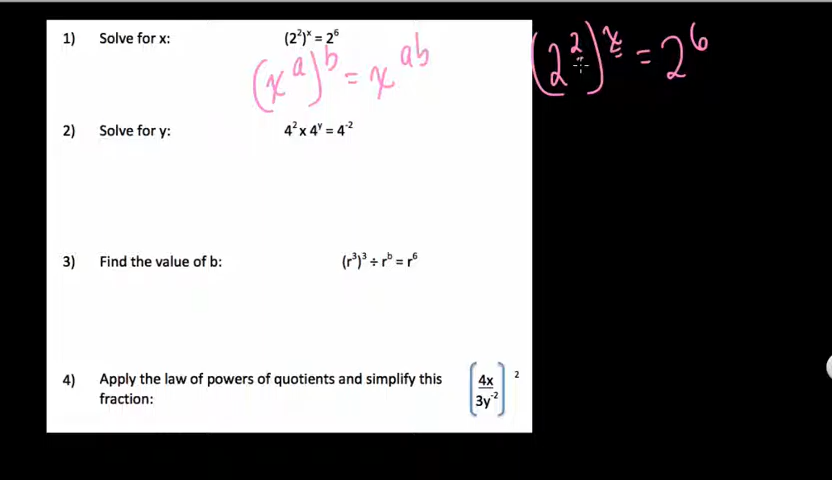 1) Solve for x: (2²)ˣ = 2⁶
(xᵃ)ᵇ = xᵃᵇ
(2²)ˣ = 2⁶
2) Solve for y: 4² x 4ʸ = 4⁻²
3) Find the value of b: (r³)³ ÷ rᵇ = r⁶
4) Apply the law of powers of quotients and simplify this
fraction:
(4x
3y⁻²)²